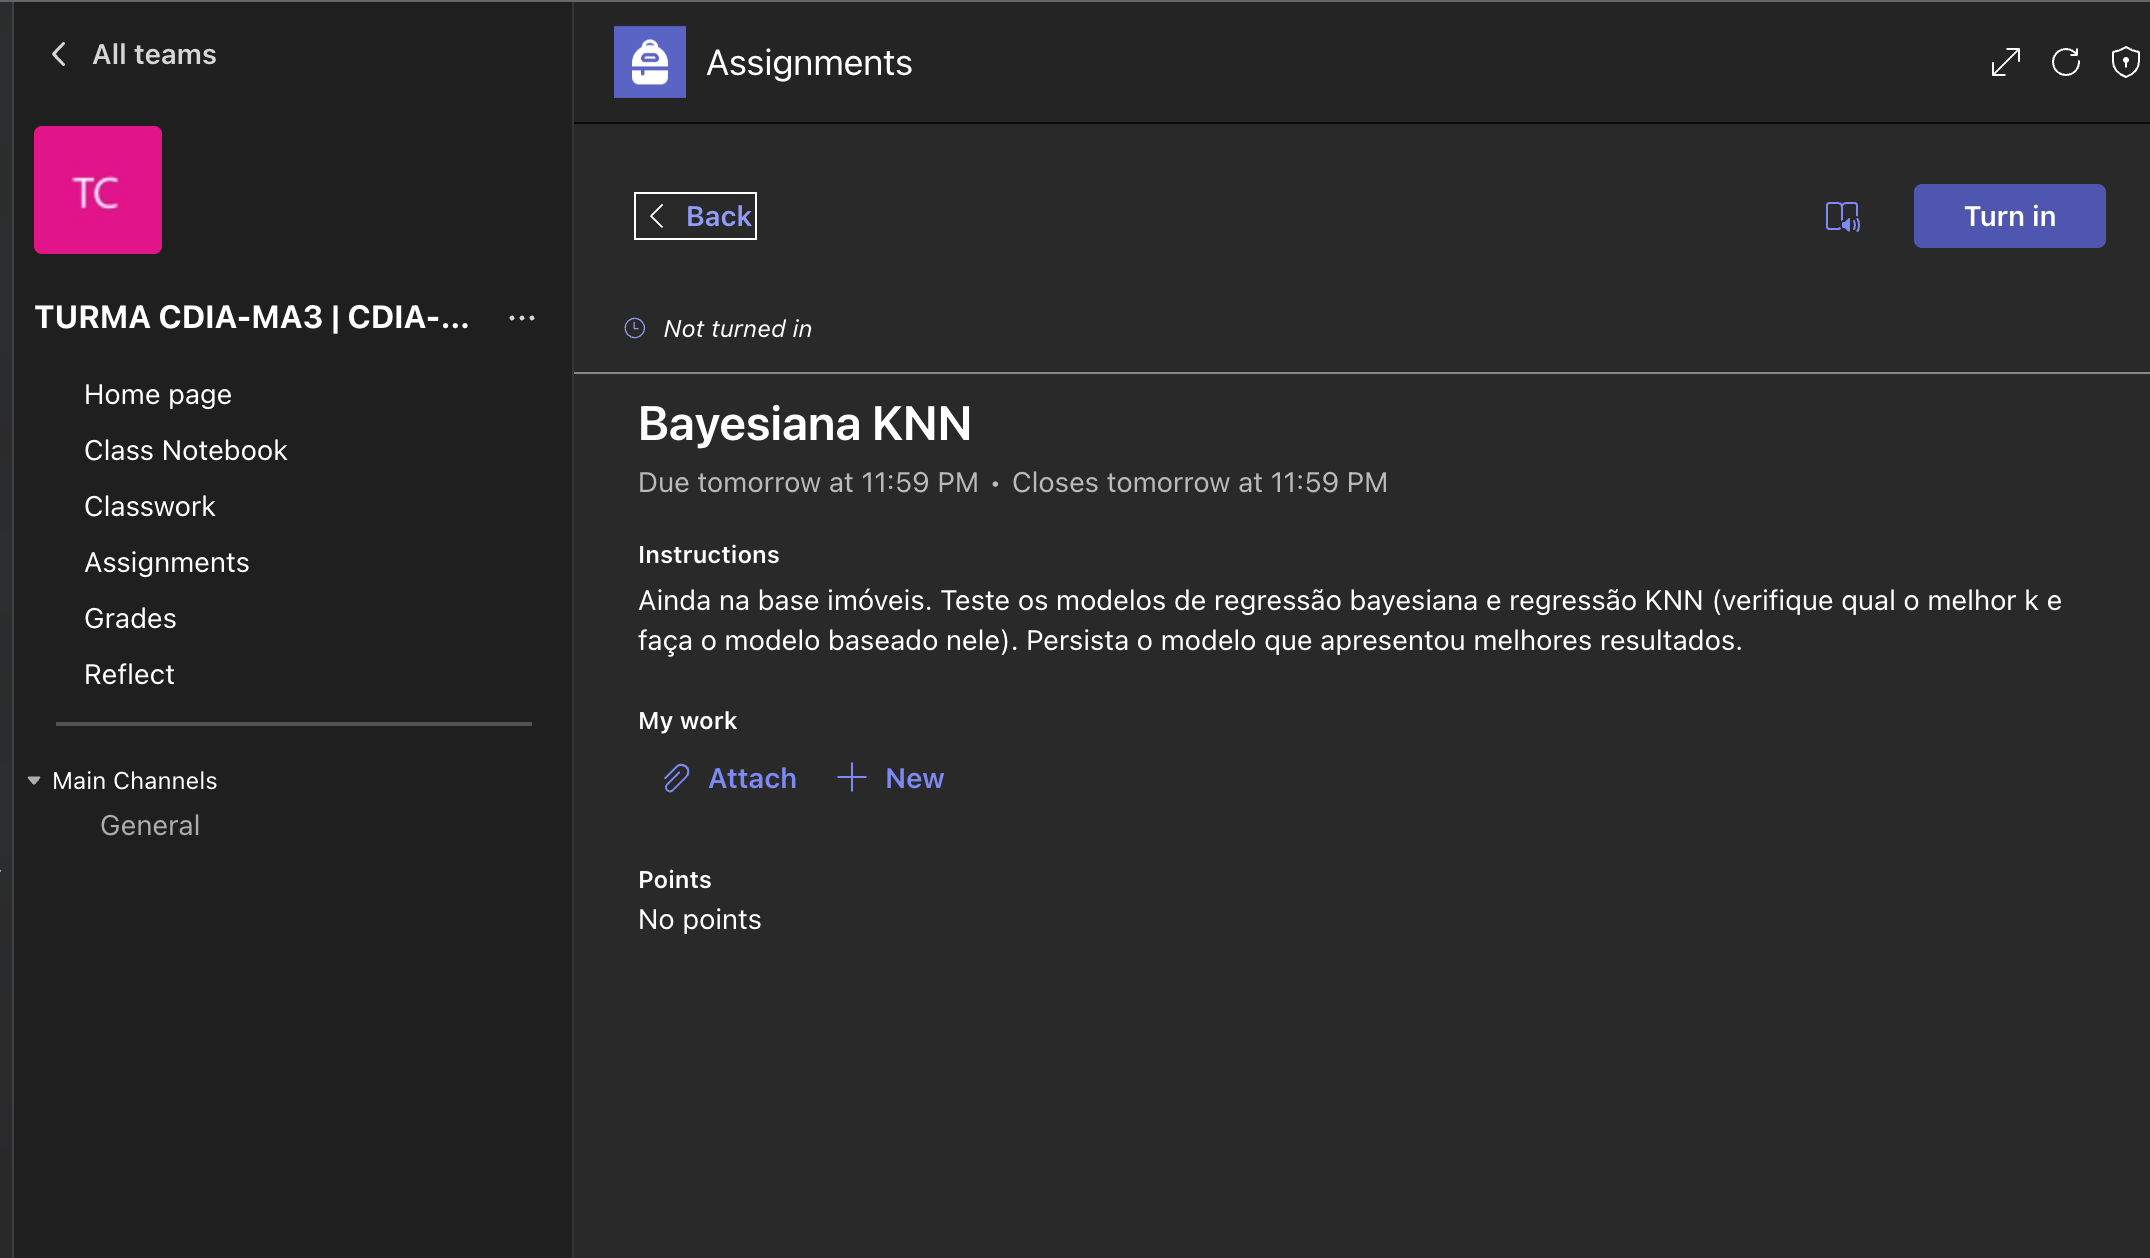 All teams
TC
TURMA CDIA-MA3 | CDIA-...
Home page
Class Notebook
Classwork
Assignments
Grades
Reflect
Main Channels
General
Assignments
Back
Turn in
Not turned in
Bayesiana KNN
Due tomorrow at 11:59 PM • Closes tomorrow at 11:59 PM
Instructions
Ainda na base imóveis. Teste os modelos de regressão bayesiana e regressão KNN (verifique qual o melhor k e
faça o modelo baseado nele). Persista o modelo que apresentou melhores resultados.
My work
Attach
New
Points
No points